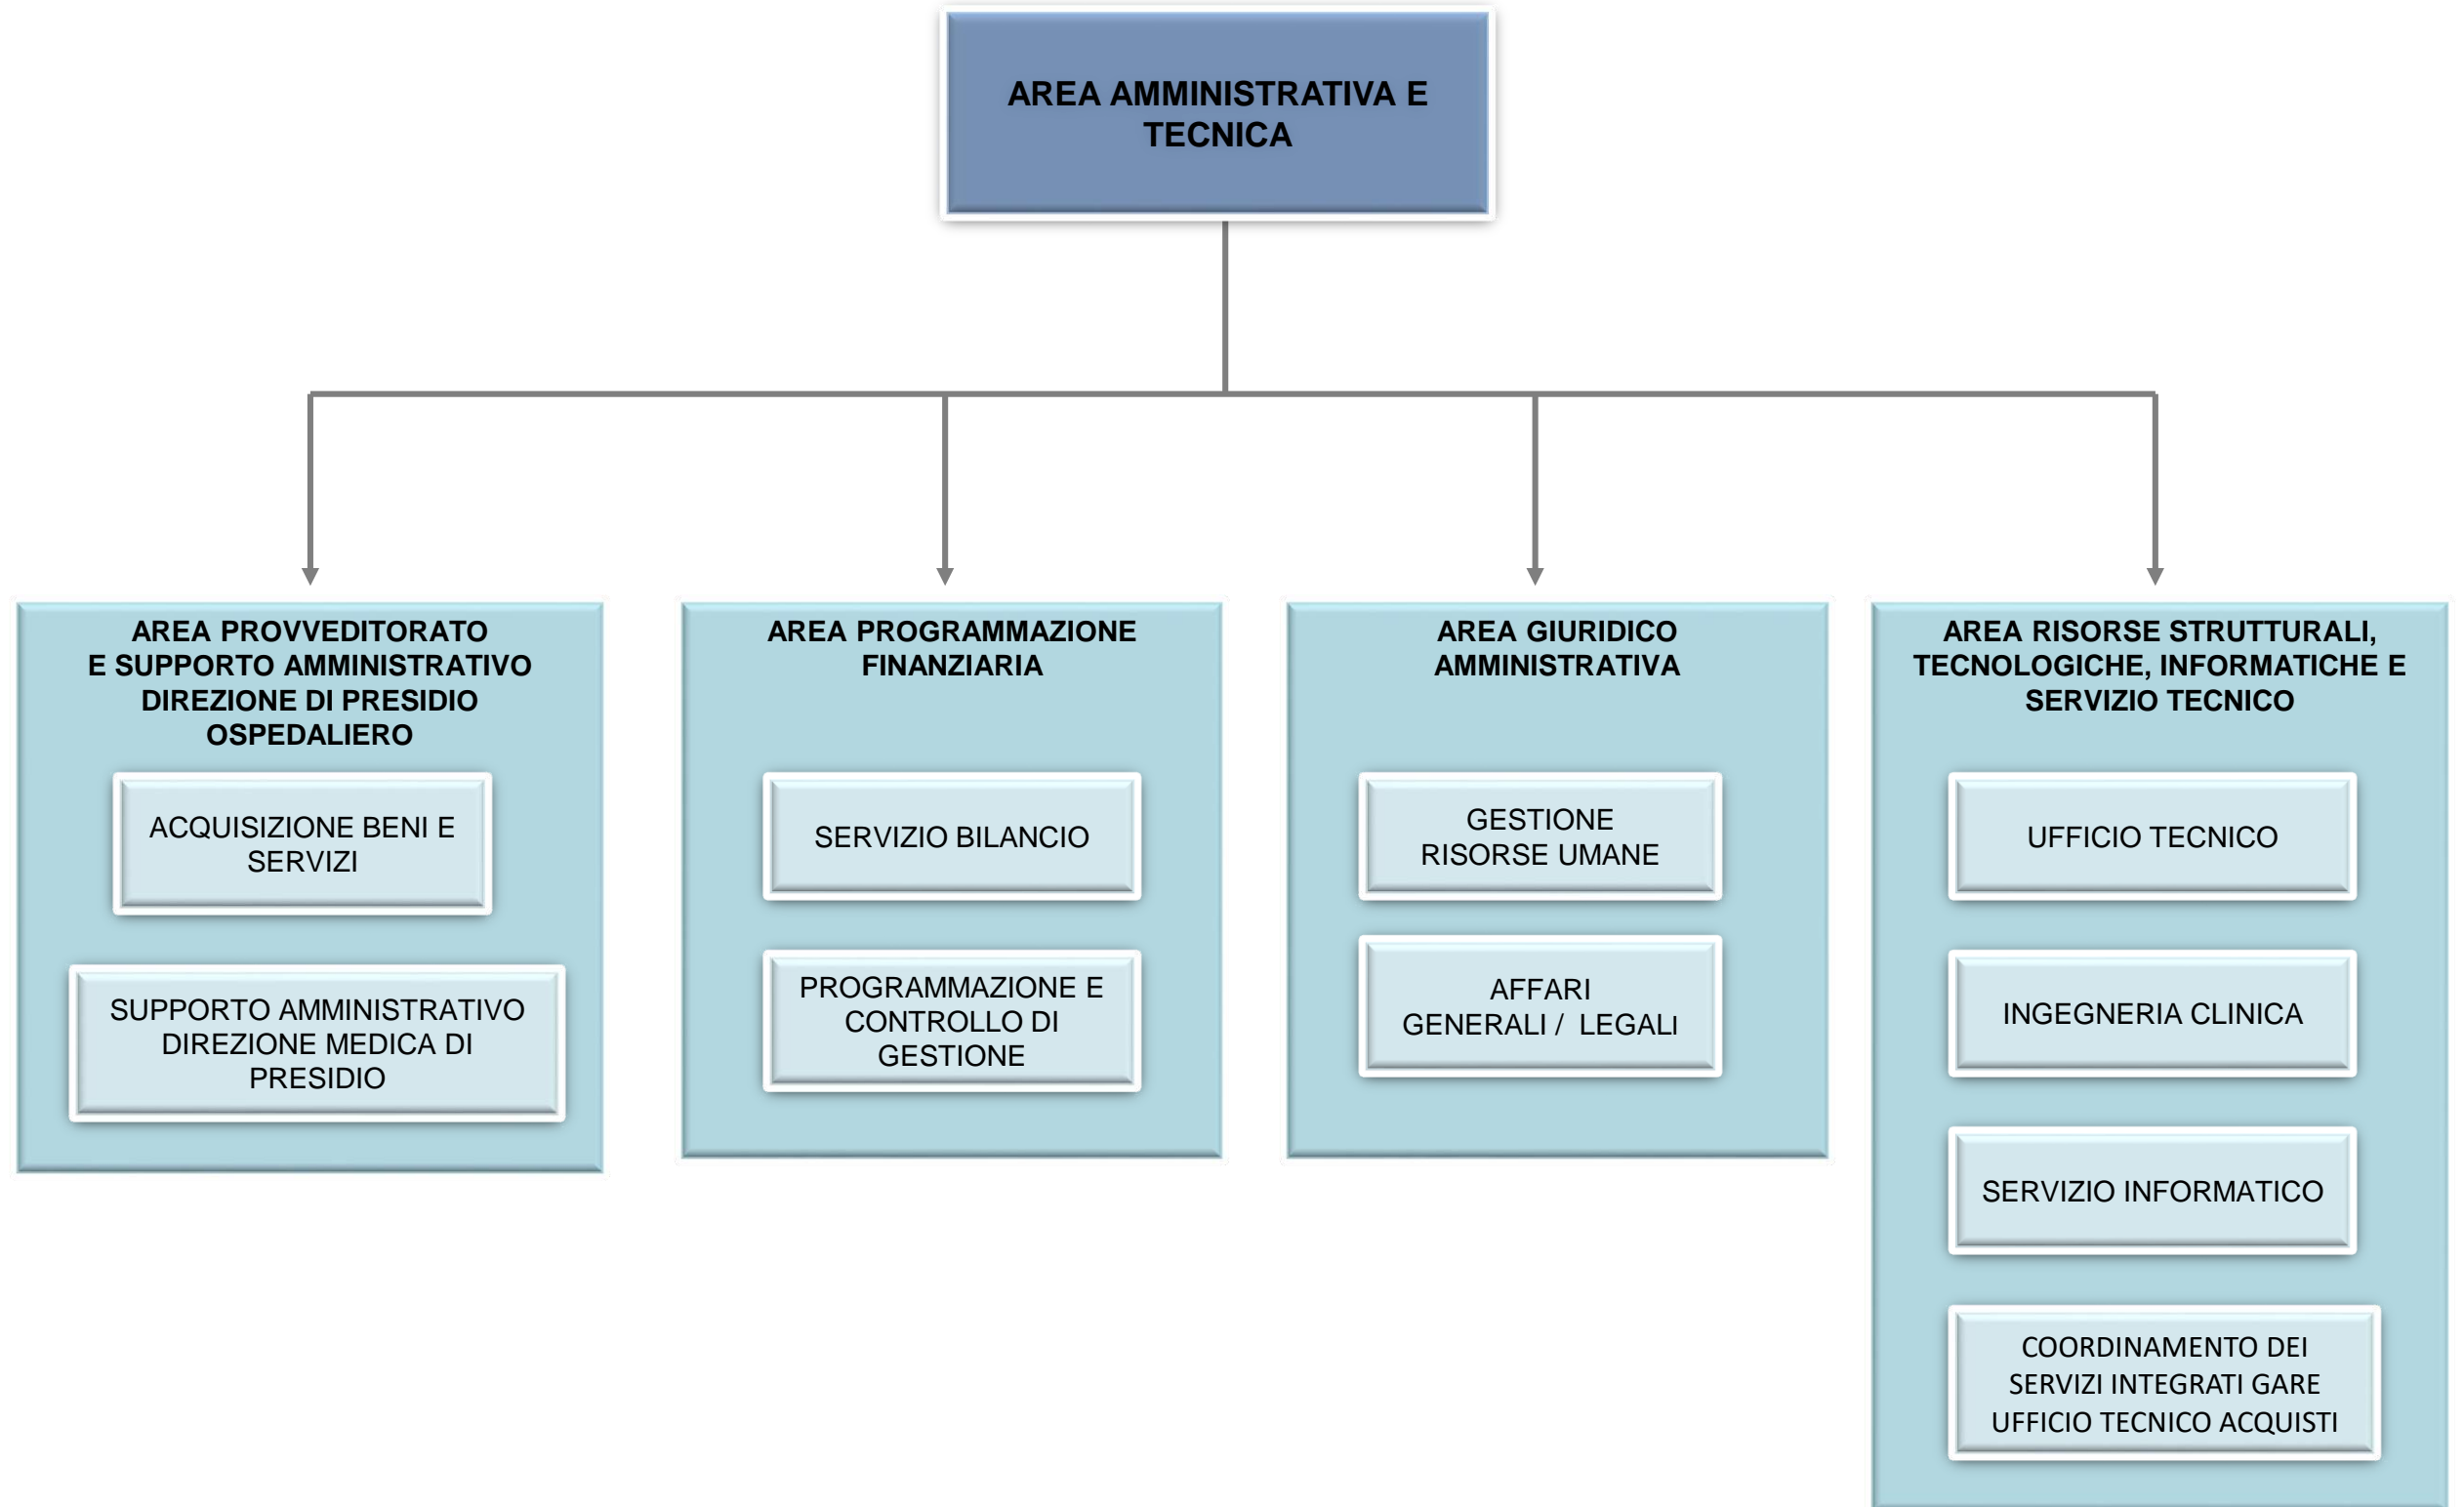 AREA AMMINISTRATIVA E
TECNICA
AREA PROVVEDITORATO
E SUPPORTO AMMINISTRATIVO
DIREZIONE DI PRESIDIO
OSPEDALIERO
ACQUISIZIONE BENI E
SERVIZI
SUPPORTO AMMINISTRATIVO
DIREZIONE MEDICA DI
PRESIDIO
AREA PROGRAMMAZIONE
FINANZIARIA
SERVIZIO BILANCIO
PROGRAMMAZIONE E
CONTROLLO DI
GESTIONE
AREA GIURIDICO
AMMINISTRATIVA
GESTIONE
RISORSE UMANE
AFFARI
GENERALI / LEGALI
AREA RISORSE STRUTTURALI,
TECNOLOGICHE, INFORMATICHE E
SERVIZIO TECNICO
UFFICIO TECNICO
INGEGNERIA CLINICA
SERVIZIO INFORMATICO
COORDINAMENTO DEI
SERVIZI INTEGRATI GARE
UFFICIO TECNICO ACQUISTI